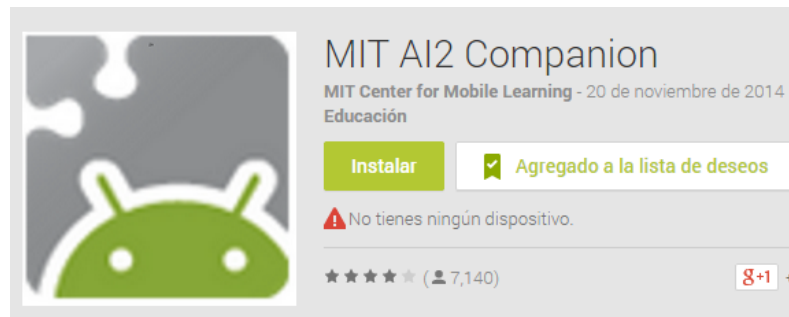 MIT AI2 Companion
MIT Center for Mobile Learning - 20 de noviembre de 2014
Educación
Instalar
Agregado a la lista de deseos
No tienes ningún dispositivo.
(7,140)
g+1